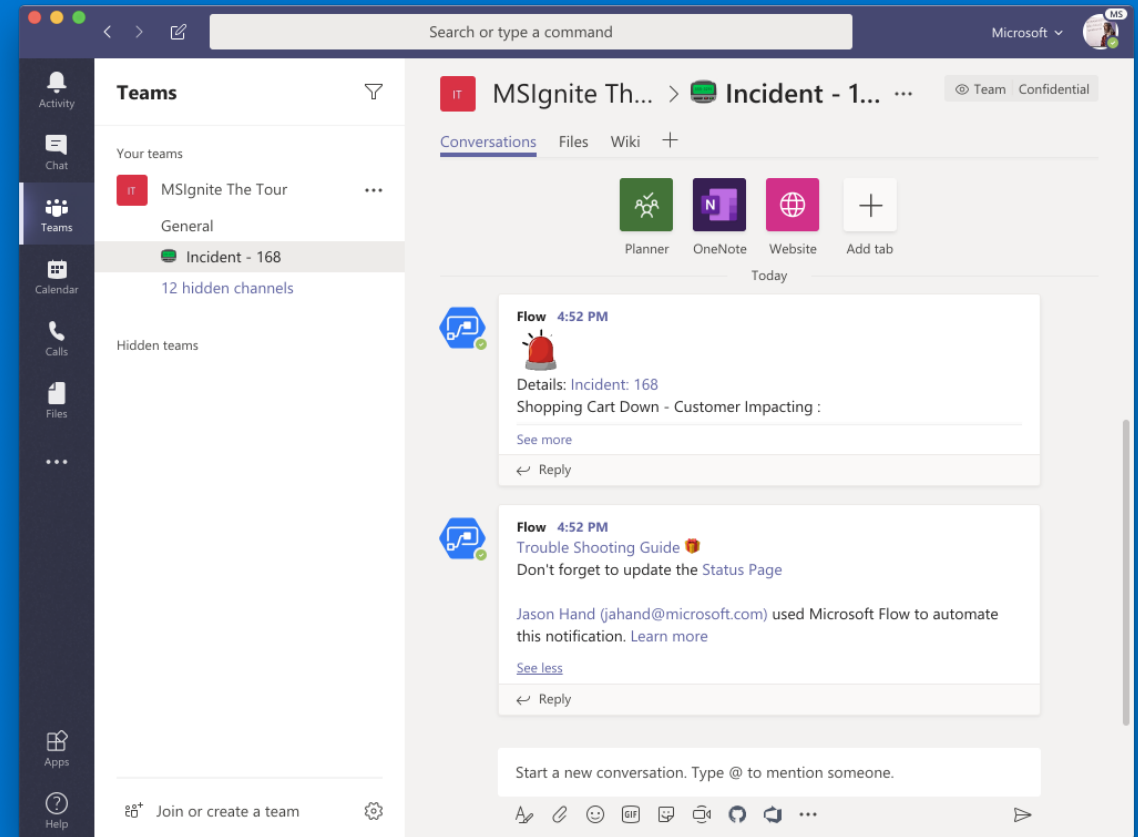 MS
Search or type a command
Microsoft
Activity
Chat
Teams
Calendar
Calls
Files
Apps
Help
Teams
Your teams
IT
MSIgnite The Tour
General
Incident - 168
12 hidden channels
Hidden teams
Join or create a team
IT
MSIgnite Th... > Incident - 1... ...
Team
Confidential
Conversations
Files
Wiki
N
Planner
OneNote
Website
Add tab
Today
Flow 4:52 PM
Details: Incident: 168
Shopping Cart Down - Customer Impacting :
See more
Reply
Flow 4:52 PM
Trouble Shooting Guide
Don't forget to update the Status Page
Jason Hand (jahand@microsoft.com) used Microsoft Flow to automate
this notification. Learn more
See less
Reply
Start a new conversation. Type @ to mention someone.
GIF